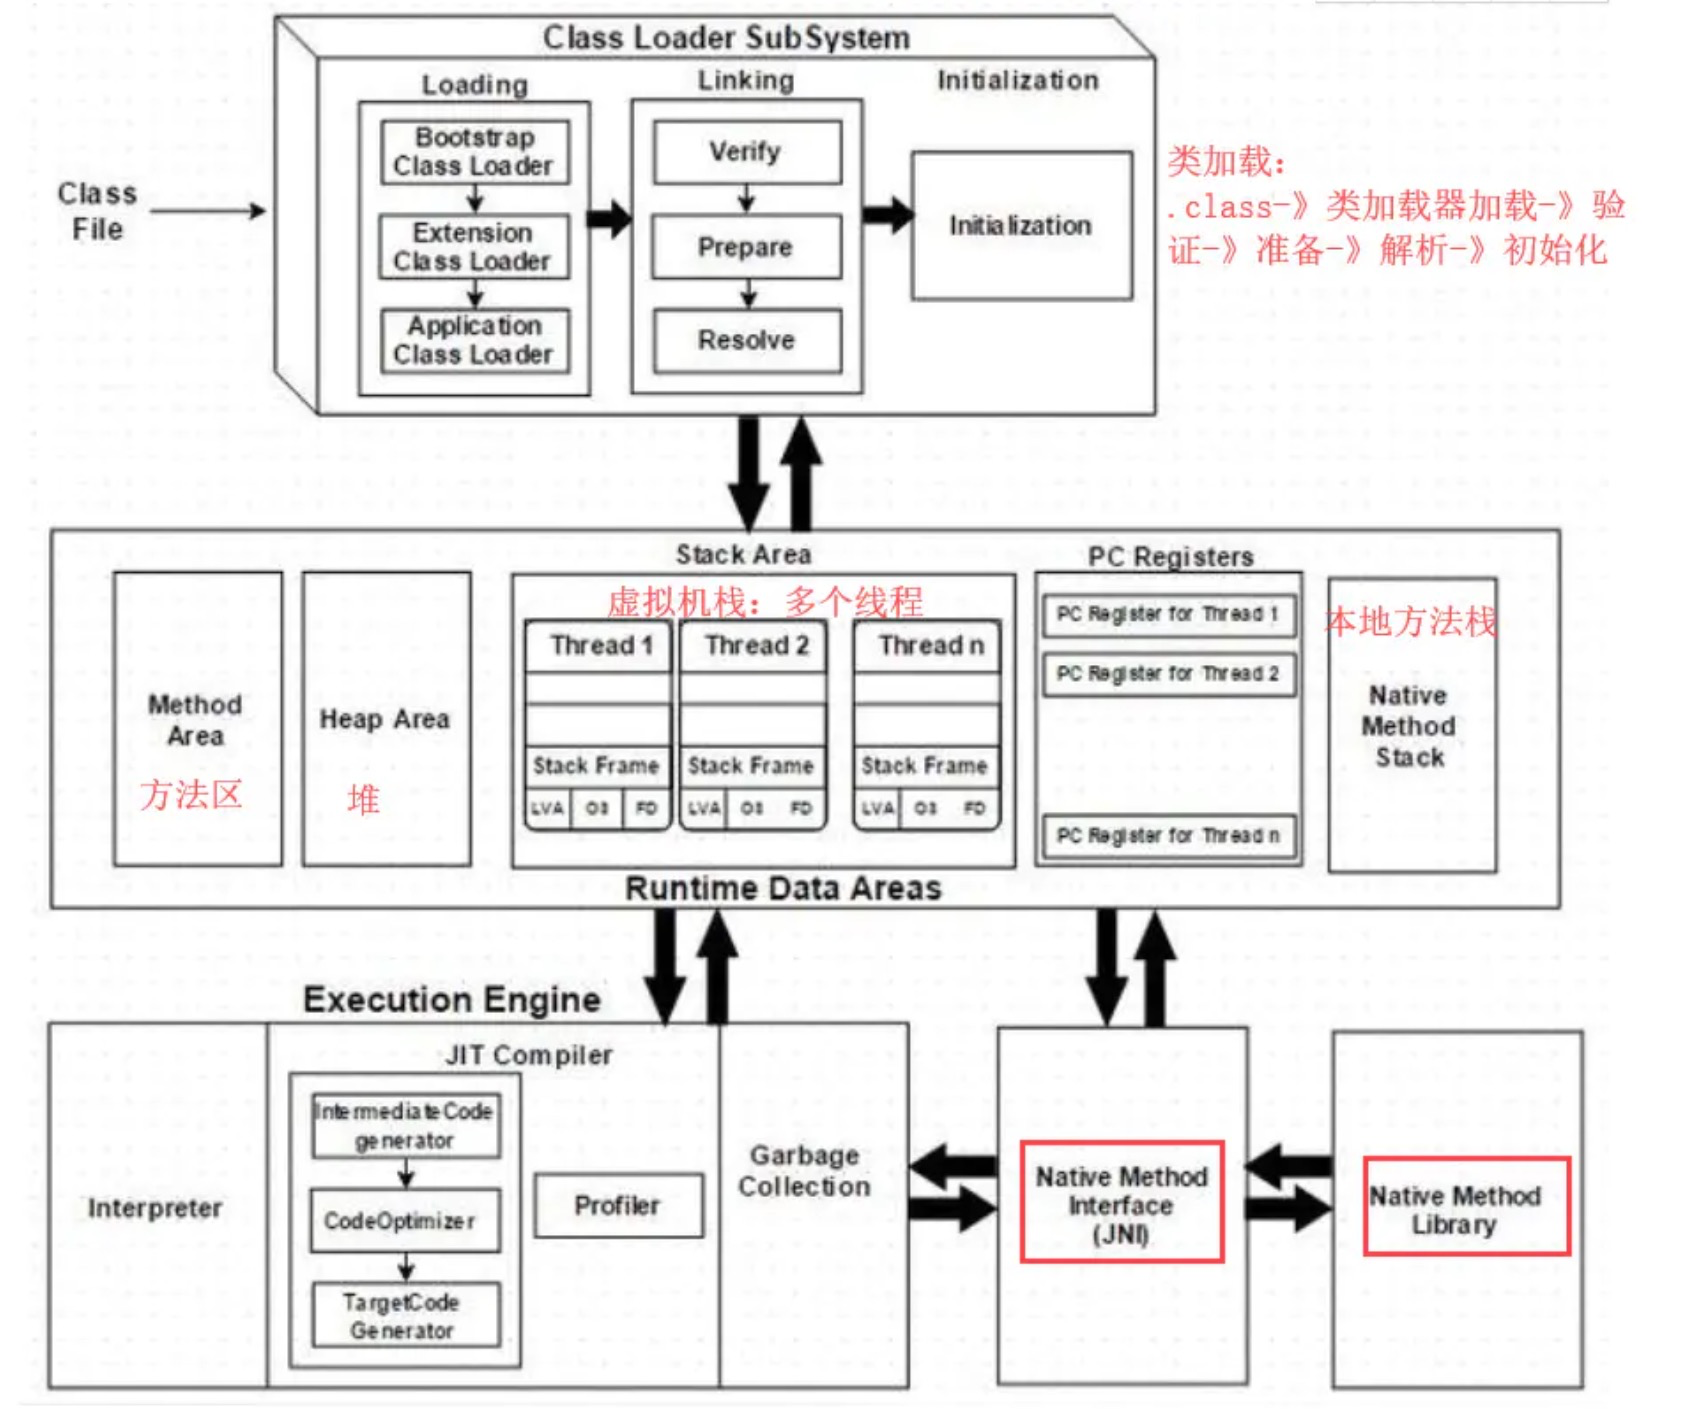 Class Loader SubSystem
Loading
Linking
Initialization
Bootstrap
Class Loader
Extension
Class Loader
Application
Class Loader
Verify
Prepare
Resolve
Initialization
Class
File
类加载：
.class-》类加载器加载-》验
证-》准备-》解析-》初始化
Stack Area
PC Registers
Method
Area
方法区
Heap Area
堆
虚拟机栈：多个线程
Thread 1
Thread 2
Thread n
Stack Frame
Stack Frame
Stack Frame
LVA
OS
FD
LVA
OS
FD
LVA
OS
FD
PC Register for Thread 1
PC Register for Thread 2
PC Register for Thread n
本地方法栈
Native
Method
Stack
Runtime Data Areas
Execution Engine
Interpreter
JIT Compiler
IntermediateCode
generator
CodeOptimizer
TargetCode
Generator
Profiler
Garbage
Collection
Native Method
Interface
(JNI)
Native Method
Library